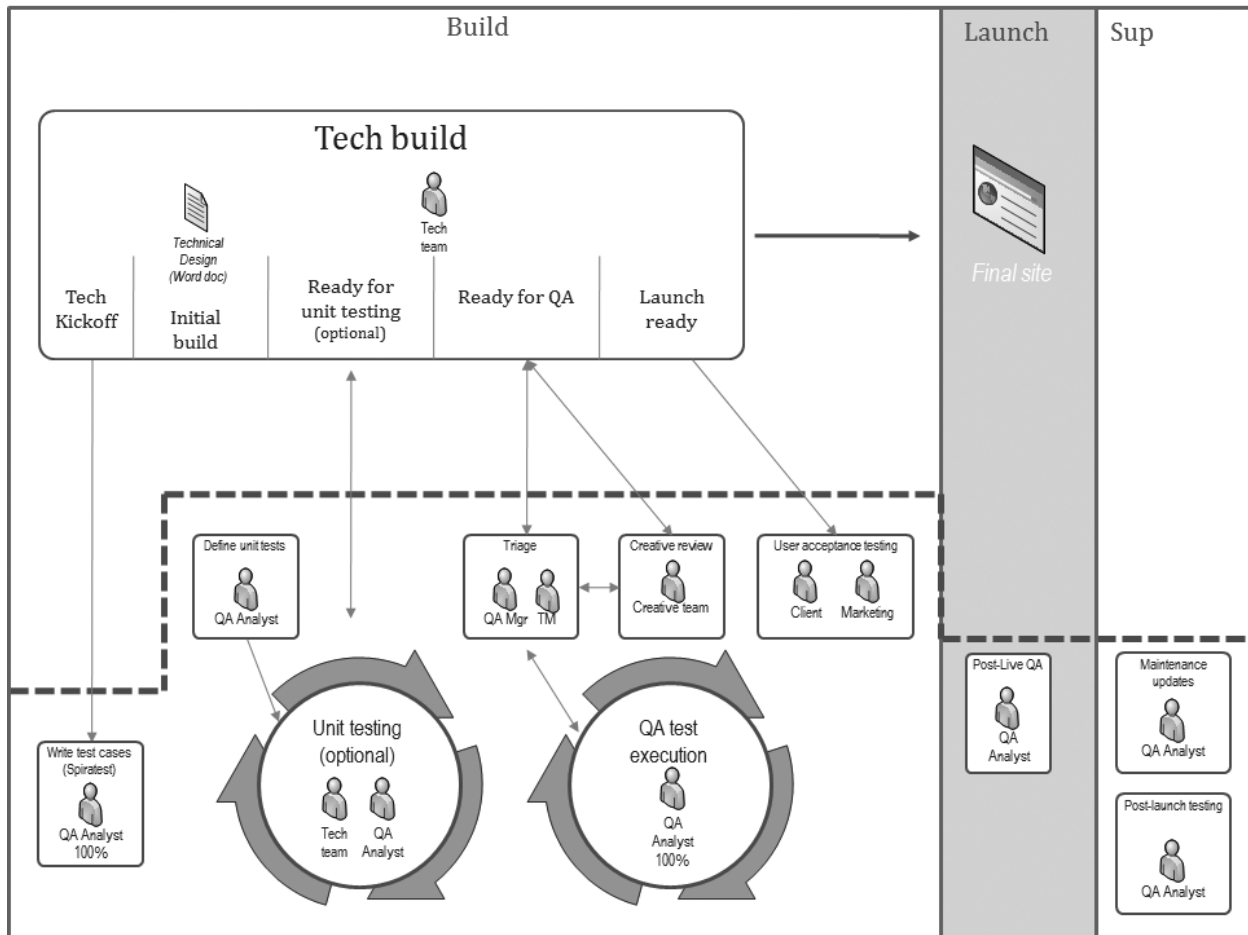 Build
Launch
Sup
Tech build
Technical
Design
(Word doc)
Tech
team
Tech
Kickoff
Initial
build
Ready for
unit testing
(optional)
Ready for QA
Launch
ready
Final site
Define unit tests
QA Analyst
Triage
QA Mgr TM
Creative review
Creative team
User acceptance testing
Client Marketing
Write test cases
(Spiratest)
QA Analyst
100%
Unit testing
(optional)
Tech
team
QA
Analyst
QA test
execution
QA
Analyst
100%
Post-Live QA
QA
Analyst
Maintenance
updates
QA Analyst
Post-launch testing
QA Analyst